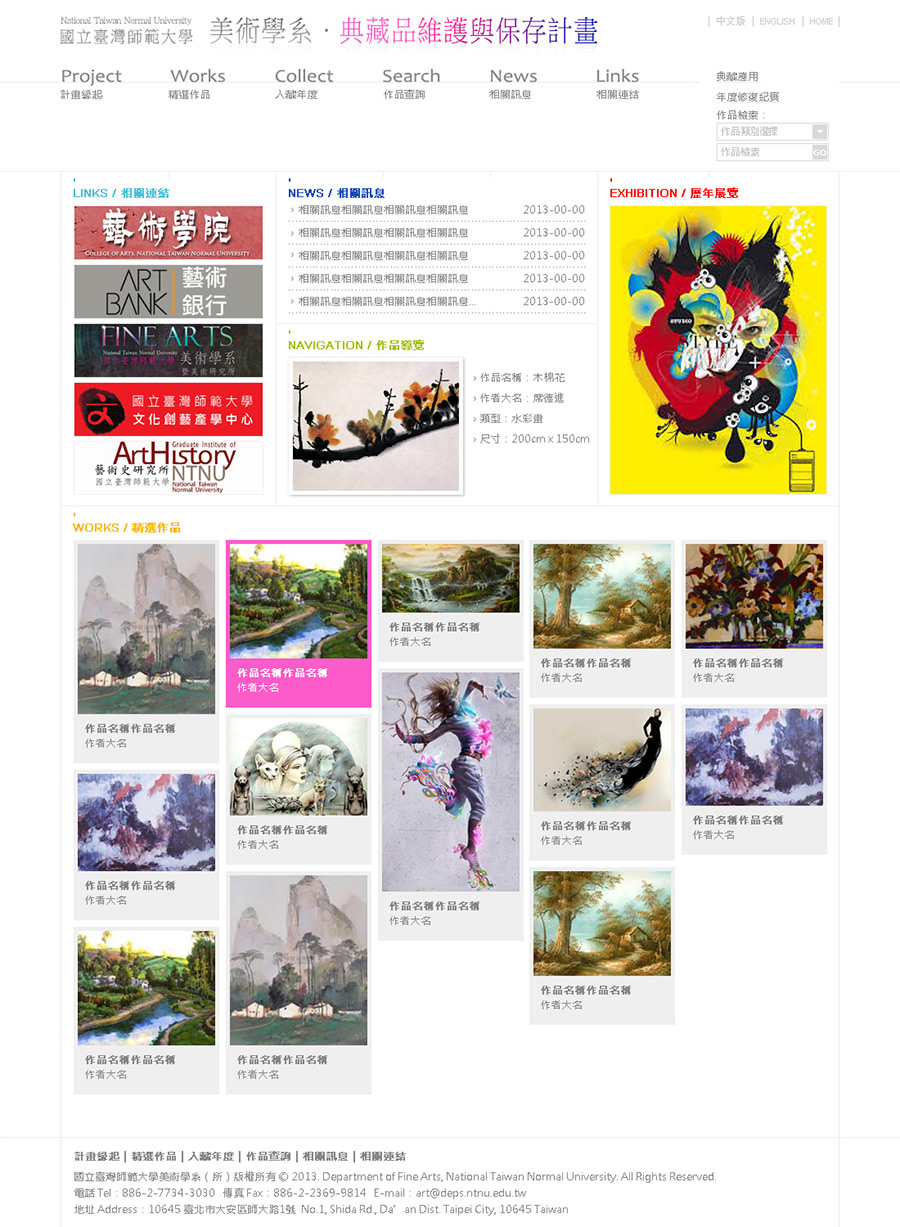 National Taiwan Normal University
國立臺灣師範大學
美術學系・典藏品維護與保存計畫
| 中文版 | ENGLISH | HOME |
Project Works Collect Search News Links
計畫緣起 精選作品 入藏年度 作品查詢 相關訊息 相關連結
典藏應用
年度修復紀實
作品檢索：
作品類別選擇
作品檢索 GO
LINKS / 相關連結
藝術學院
COLLEGE OF ARTS, NATIONAL TAIWAN NORMAL UNIVERSITY
ART BANK 藝術銀行
FINE ARTS
National Taiwan Normal University
國立臺灣師範大學 美術學系
暨美術研究所
國立臺灣師範大學
文化創藝產學中心
Graduate Institute of
ArtHistory
藝術史研究所 NTNU
國立臺灣師範大學 National Taiwan
Normal University
NEWS / 相關訊息
› 相關訊息相關訊息相關訊息相關訊息 2013-00-00
› 相關訊息相關訊息相關訊息相關訊息 2013-00-00
› 相關訊息相關訊息相關訊息相關訊息 2013-00-00
› 相關訊息相關訊息相關訊息相關訊息 2013-00-00
› 相關訊息相關訊息相關訊息相關訊息... 2013-00-00
NAVIGATION / 作品導覽
› 作品名稱：木棉花
› 作者大名：席德進
› 類型：水彩畫
› 尺寸：200cm x 150cm
EXHIBITION / 歷年展覽
WORKS / 精選作品
作品名稱作品名稱
作者大名
作品名稱作品名稱
作者大名
作品名稱作品名稱
作者大名
作品名稱作品名稱
作者大名
作品名稱作品名稱
作者大名
作品名稱作品名稱
作者大名
作品名稱作品名稱
作者大名
作品名稱作品名稱
作者大名
作品名稱作品名稱
作者大名
作品名稱作品名稱
作者大名
作品名稱作品名稱
作者大名
作品名稱作品名稱
作者大名
作品名稱作品名稱
作者大名
計畫緣起 | 精選作品 | 入藏年度 | 作品查詢 | 相關訊息 | 相關連結
國立臺灣師範大學美術學系（所）版權所有 © 2013. Department of Fine Arts, National Taiwan Normal University. All Rights Reserved.
電話 Tel：886-2-7734-3030 傳真 Fax：886-2-2369-9814 E-mail：art@deps.ntnu.edu.tw
地址 Address：10645 臺北市大安區師大路1號 No.1, Shida Rd., Da’an Dist. Taipei City, 10645 Taiwan